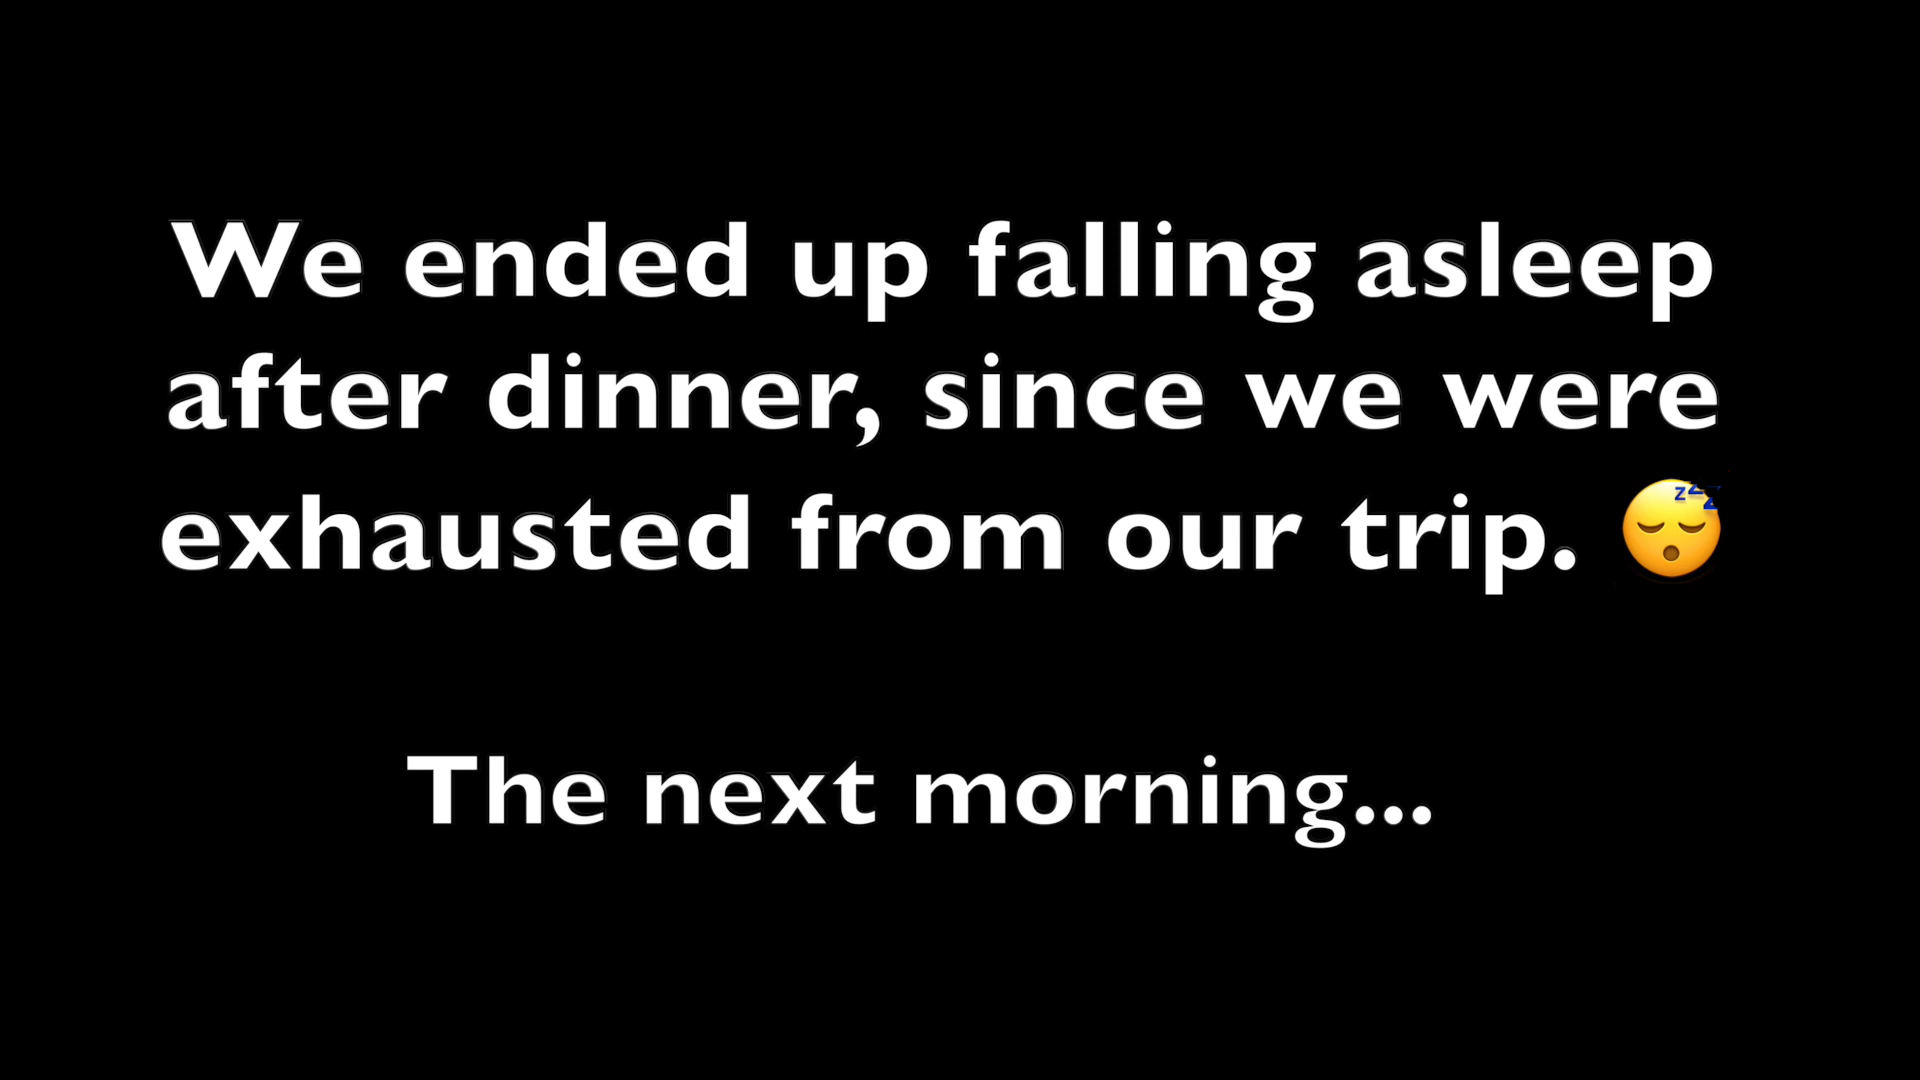 We ended up falling asleep
after dinner, since we were
exhausted from our trip. 😴
The next morning...